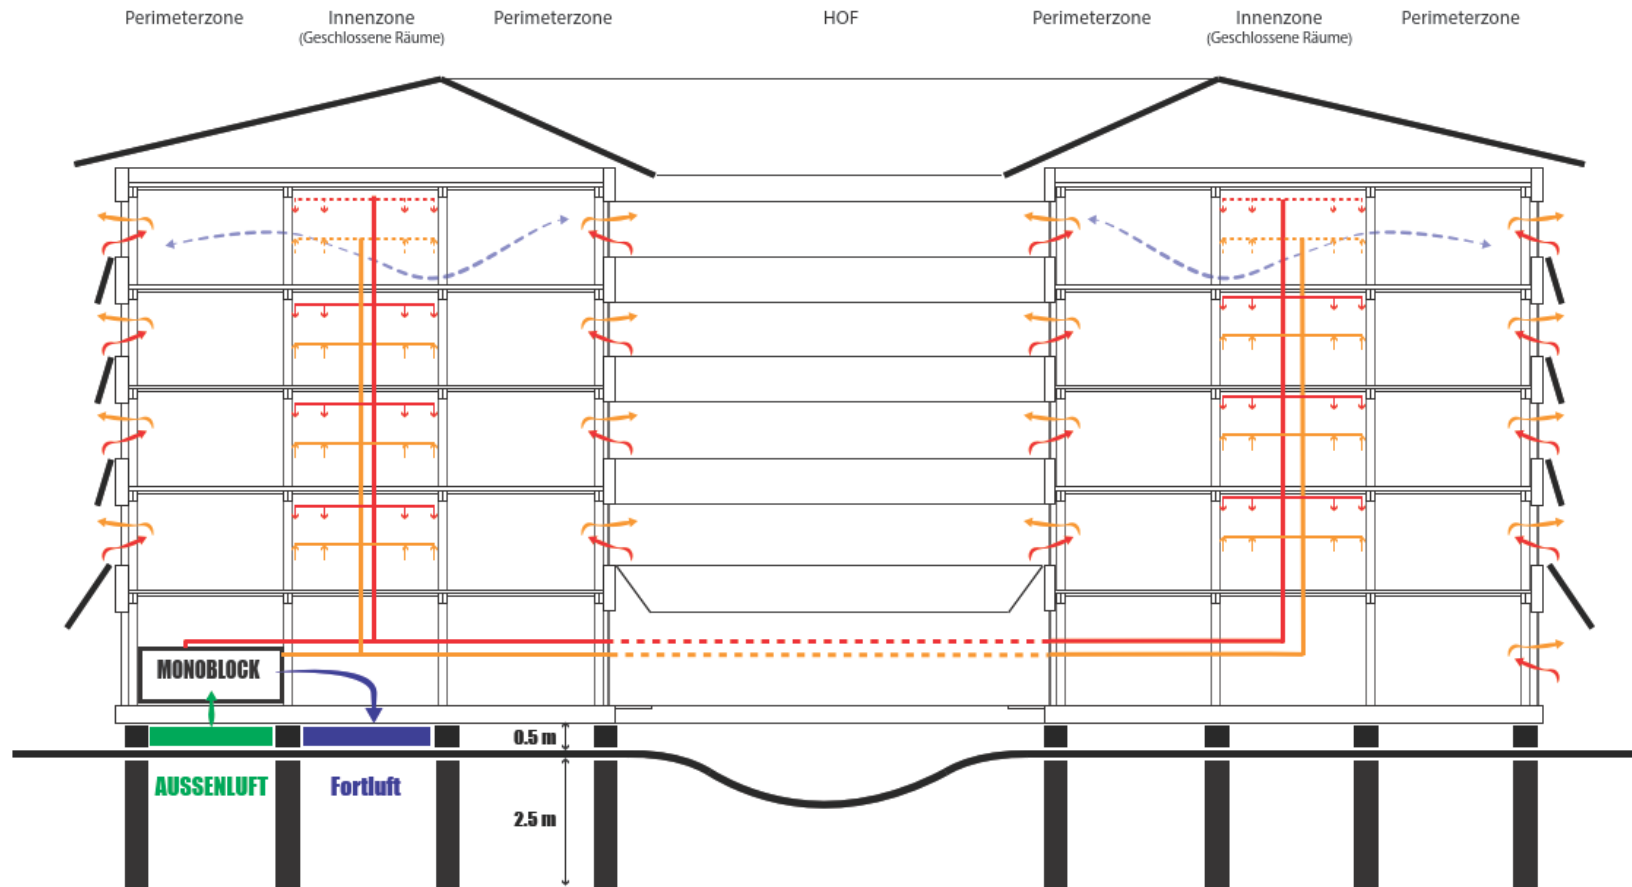 Perimeterzone
Innenzone
(Geschlossene Räume)
Perimeterzone
HOF
Perimeterzone
Innenzone
(Geschlossene Räume)
Perimeterzone
MONOBLOCK
0.5 m
AUSSENLUFT
Fortluft
2.5 m